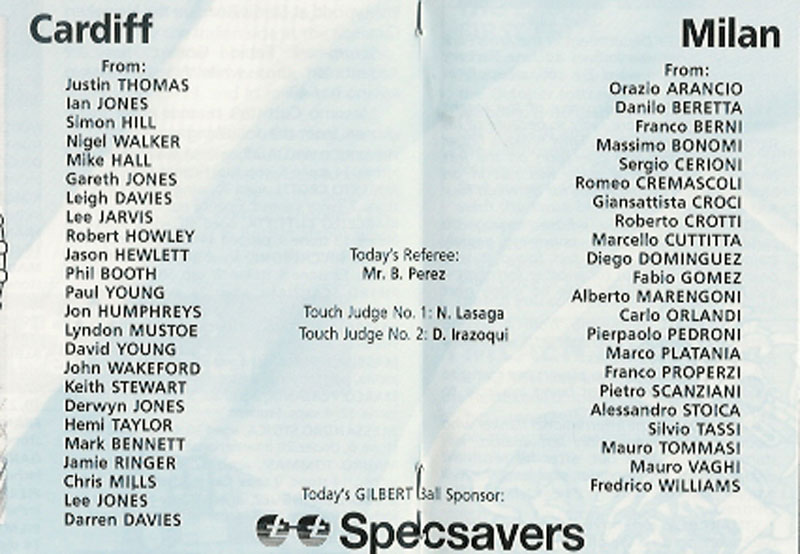 Cardiff
From:
Justin THOMAS
Ian JONES
Simon HILL
Nigel WALKER
Mike HALL
Gareth JONES
Leigh DAVIES
Lee JARVIS
Robert HOWLEY
Jason HEWLETT
Phil BOOTH
Paul YOUNG
Jon HUMPHREYS
Lyndon MUSTOE
David YOUNG
John WAKEFORD
Keith STEWART
Derwyn JONES
Hemi TAYLOR
Mark BENNETT
Jamie RINGER
Chris MILLS
Lee JONES
Darren DAVIES
Today's Referee:
Mr. B. Perez
Touch Judge No. 1: N. Lasaga
Touch Judge No. 2: D. Irazoqui
Today's GILBERT Ball Sponsor:
Specsavers
Milan
From:
Orazio ARANCIO
Danilo BERETTA
Franco BERNI
Massimo BONOMI
Sergio CERIONI
Romeo CREMASCOLI
Giansattista CROCI
Roberto CROTTI
Marcello CUTTITTA
Diego DOMINGUEZ
Fabio GOMEZ
Alberto MARENGONI
Carlo ORLANDI
Pierpaolo PEDRONI
Marco PLATANIA
Franco PROPERZI
Pietro SCANZIANI
Alessandro STOICA
Silvio TASSI
Mauro TOMMASI
Mauro VAGHI
Fredrico WILLIAMS